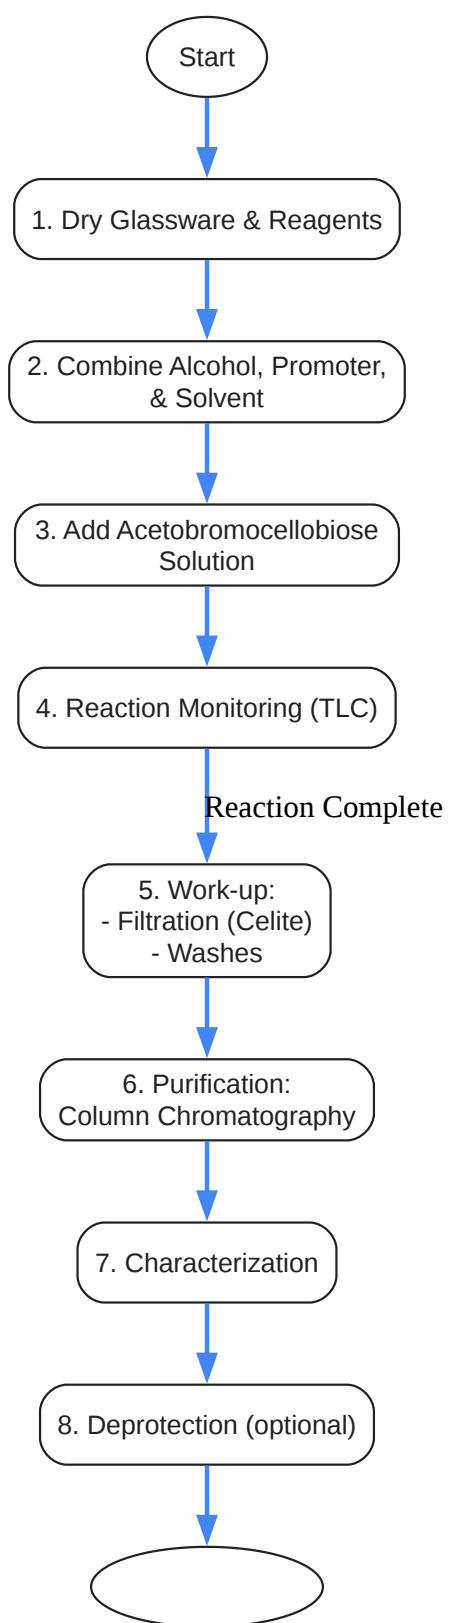 Start
1. Dry Glassware & Reagents
2. Combine Alcohol, Promoter,
& Solvent
3. Add Acetobromocellobiose
Solution
4. Reaction Monitoring (TLC)
Reaction Complete
5. Work-up:
- Filtration (Celite)
- Washes
6. Purification:
Column Chromatography
7. Characterization
8. Deprotection (optional)